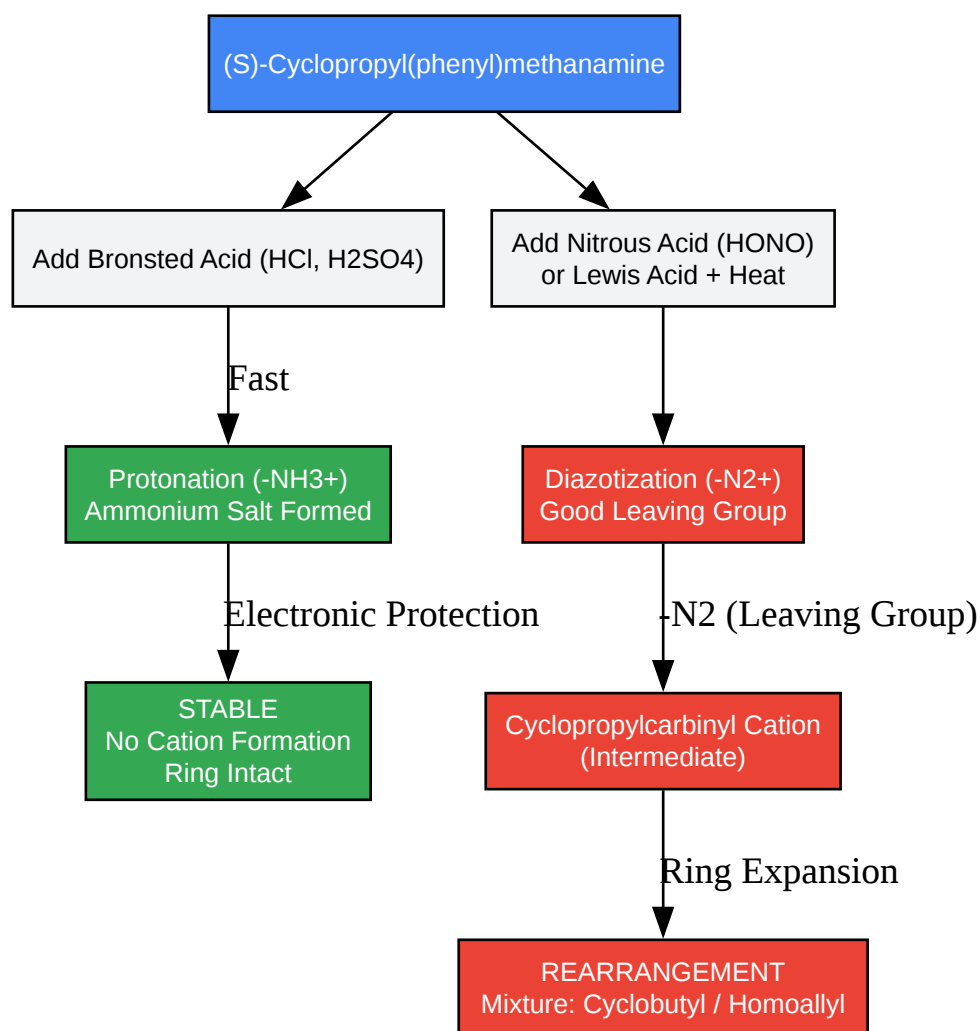 (S)-Cyclopropyl(phenyl)methanamine
Add Bronsted Acid (HCl, H2SO4)
Add Nitrous Acid (HONO)
or Lewis Acid + Heat
Fast
Protonation (-NH3+)
Ammonium Salt Formed
Diazotization (-N2+)
Good Leaving Group
Electronic Protection
-N2 (Leaving Group)
STABLE
No Cation Formation
Ring Intact
Cyclopropylcarbinyl Cation
(Intermediate)
Ring Expansion
REARRANGEMENT
Mixture: Cyclobutyl / Homoallyl